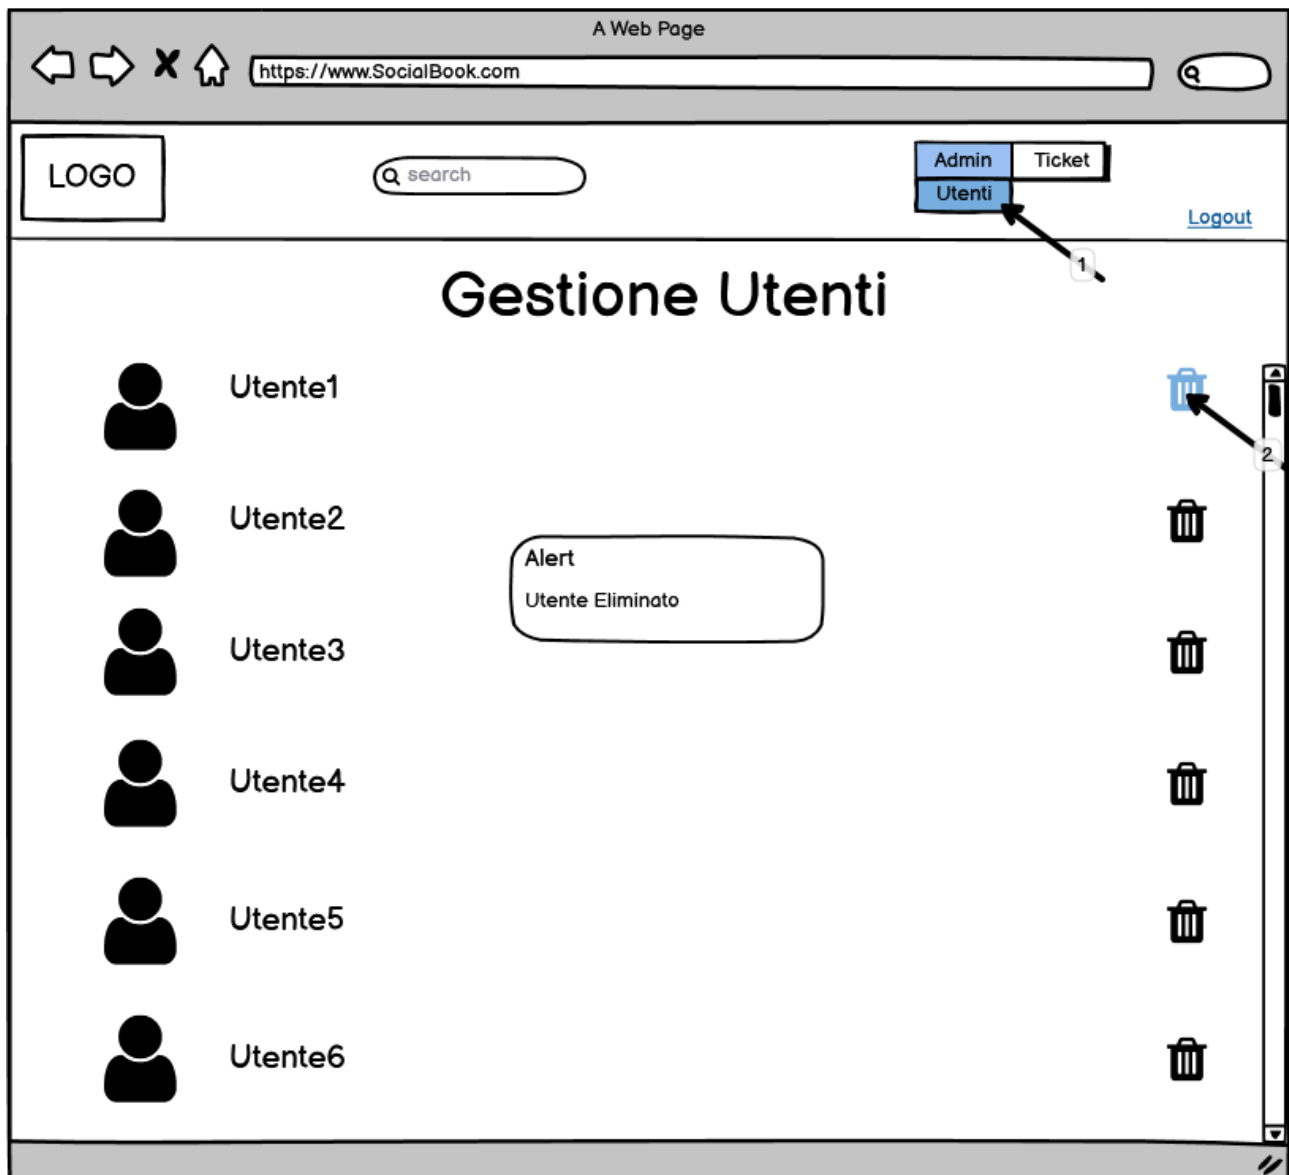 A Web Page
https://www.SocialBook.com
LOGO
search
Admin Ticket
Utenti
Logout
1
Gestione Utenti
Utente1
2
Utente2
Alert
Utente Eliminato
Utente3
Utente4
Utente5
Utente6